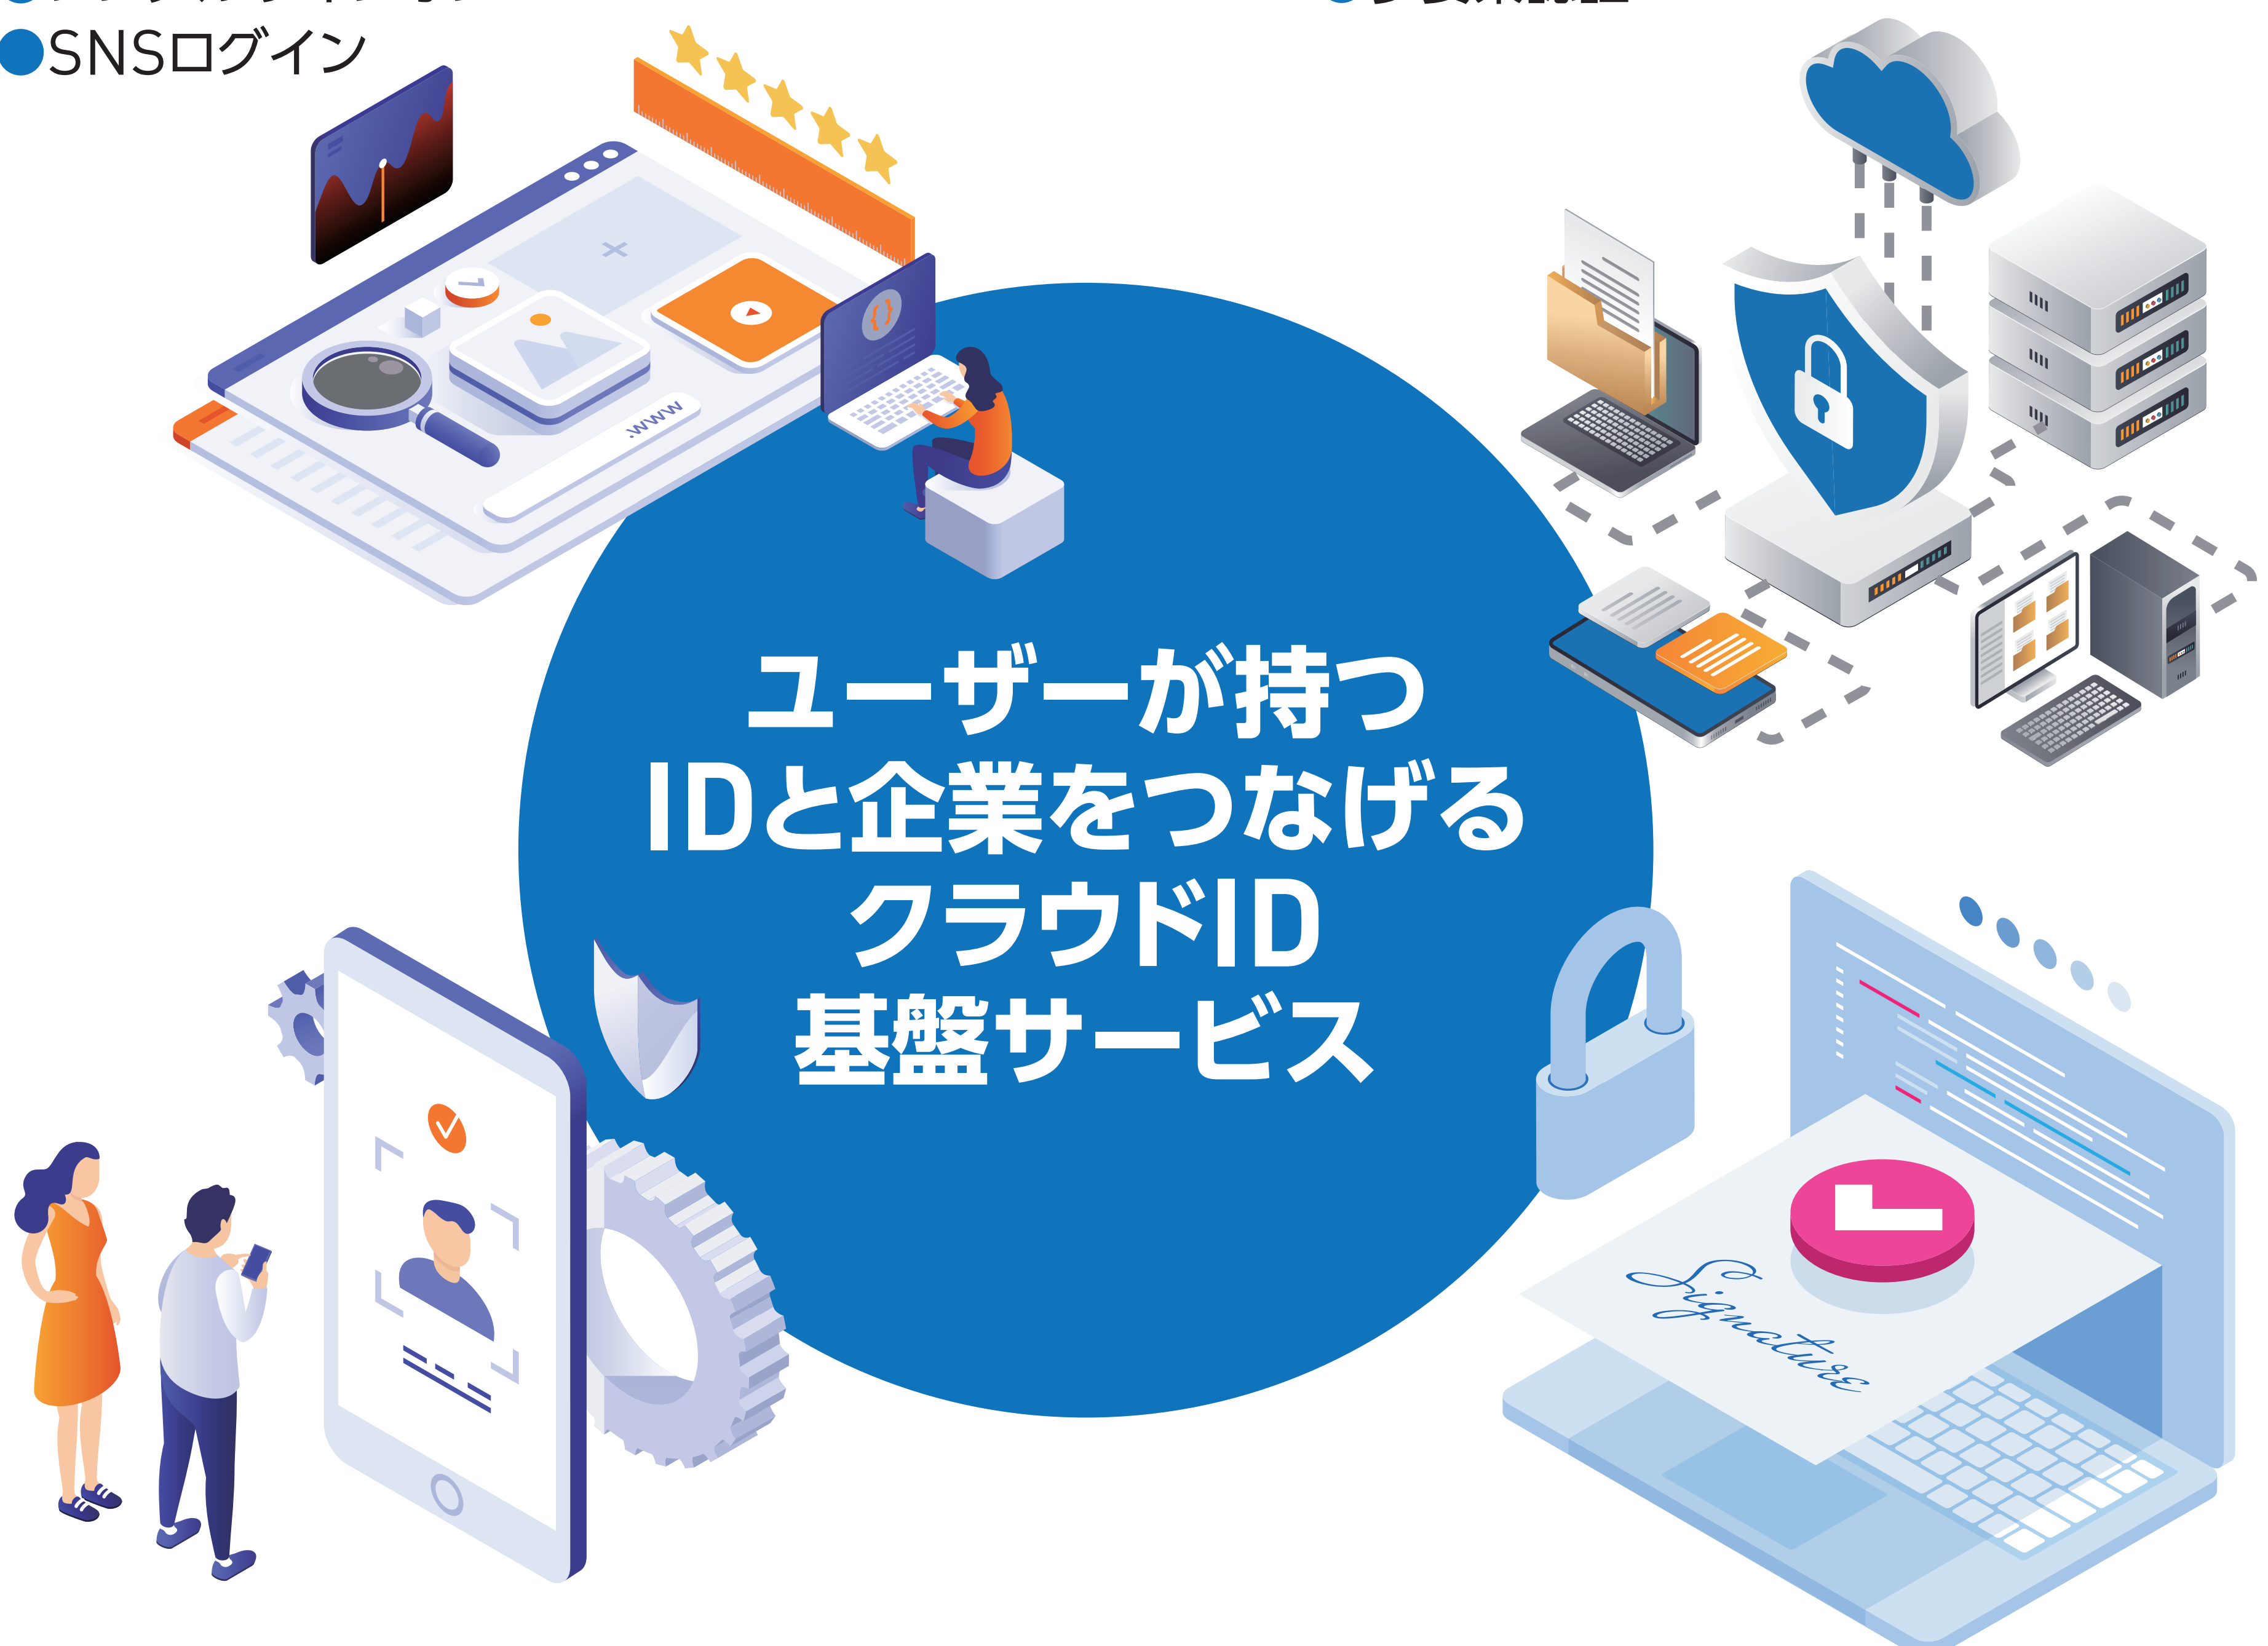 ●SNSログイン
www.
ユーザーが持つ
IDと企業をつなげる
クラウドID
基盤サービス
Signature